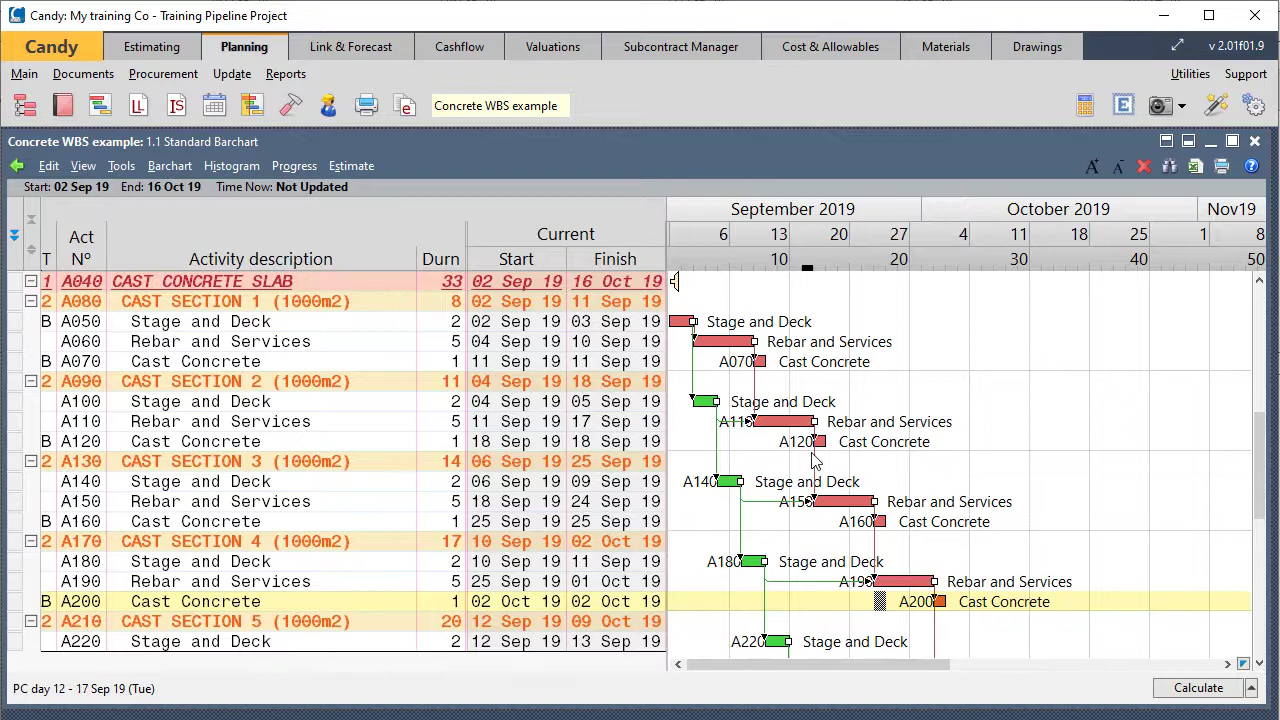 Candy: My training Co - Training Pipeline Project
Candy Estimating Planning Link & Forecast Cashflow Valuations Subcontract Manager Cost & Allowables Materials Drawings v 2.01f01.9
Main Documents Procurement Update Reports Utilities Support
Concrete WBS example
Concrete WBS example: 1.1 Standard Barchart
Edit View Tools Barchart Histogram Progress Estimate
Start: 02 Sep 19 End: 16 Oct 19 Time Now: Not Updated
September 2019 October 2019 Nov19
Act Current 6 13 20 27 4 11 18 25 1 8
T Nº Activity description Durn Start Finish 10 20 30 40 50
1 A040 CAST CONCRETE SLAB 33 02 Sep 19 16 Oct 19
2 A080 CAST SECTION 1 (1000m2) 8 02 Sep 19 11 Sep 19
B A050 Stage and Deck 2 02 Sep 19 03 Sep 19 Stage and Deck
A060 Rebar and Services 5 04 Sep 19 10 Sep 19 Rebar and Services
B A070 Cast Concrete 1 11 Sep 19 11 Sep 19 A070 Cast Concrete
2 A090 CAST SECTION 2 (1000m2) 11 04 Sep 19 18 Sep 19
A100 Stage and Deck 2 04 Sep 19 05 Sep 19 Stage and Deck
A110 Rebar and Services 5 11 Sep 19 17 Sep 19 A110 Rebar and Services
B A120 Cast Concrete 1 18 Sep 19 18 Sep 19 A120 Cast Concrete
2 A130 CAST SECTION 3 (1000m2) 14 06 Sep 19 25 Sep 19
A140 Stage and Deck 2 06 Sep 19 09 Sep 19 A140 Stage and Deck
A150 Rebar and Services 5 18 Sep 19 24 Sep 19 A150 Rebar and Services
B A160 Cast Concrete 1 25 Sep 19 25 Sep 19 A160 Cast Concrete
2 A170 CAST SECTION 4 (1000m2) 17 10 Sep 19 02 Oct 19
A180 Stage and Deck 2 10 Sep 19 11 Sep 19 A180 Stage and Deck
A190 Rebar and Services 5 25 Sep 19 01 Oct 19 A190 Rebar and Services
B A200 Cast Concrete 1 02 Oct 19 02 Oct 19 A200 Cast Concrete
2 A210 CAST SECTION 5 (1000m2) 20 12 Sep 19 09 Oct 19
A220 Stage and Deck 2 12 Sep 19 13 Sep 19 A220 Stage and Deck
PC day 12 - 17 Sep 19 (Tue) Calculate